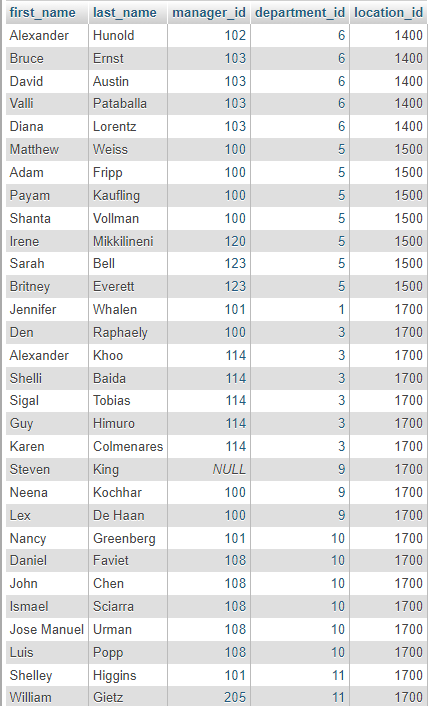 first_name last_name manager_id department_id location_id
Alexander Hunold 102 6 1400
Bruce Ernst 103 6 1400
David Austin 103 6 1400
Valli Pataballa 103 6 1400
Diana Lorentz 103 6 1400
Matthew Weiss 100 5 1500
Adam Fripp 100 5 1500
Payam Kaufling 100 5 1500
Shanta Vollman 100 5 1500
Irene Mikkilineni 120 5 1500
Sarah Bell 123 5 1500
Britney Everett 123 5 1500
Jennifer Whalen 101 1 1700
Den Raphaely 100 3 1700
Alexander Khoo 114 3 1700
Shelli Baida 114 3 1700
Sigal Tobias 114 3 1700
Guy Himuro 114 3 1700
Karen Colmenares 114 3 1700
Steven King NULL 9 1700
Neena Kochhar 100 9 1700
Lex De Haan 100 9 1700
Nancy Greenberg 101 10 1700
Daniel Faviet 108 10 1700
John Chen 108 10 1700
Ismael Sciarra 108 10 1700
Jose Manuel Urman 108 10 1700
Luis Popp 108 10 1700
Shelley Higgins 101 11 1700
William Gietz 205 11 1700